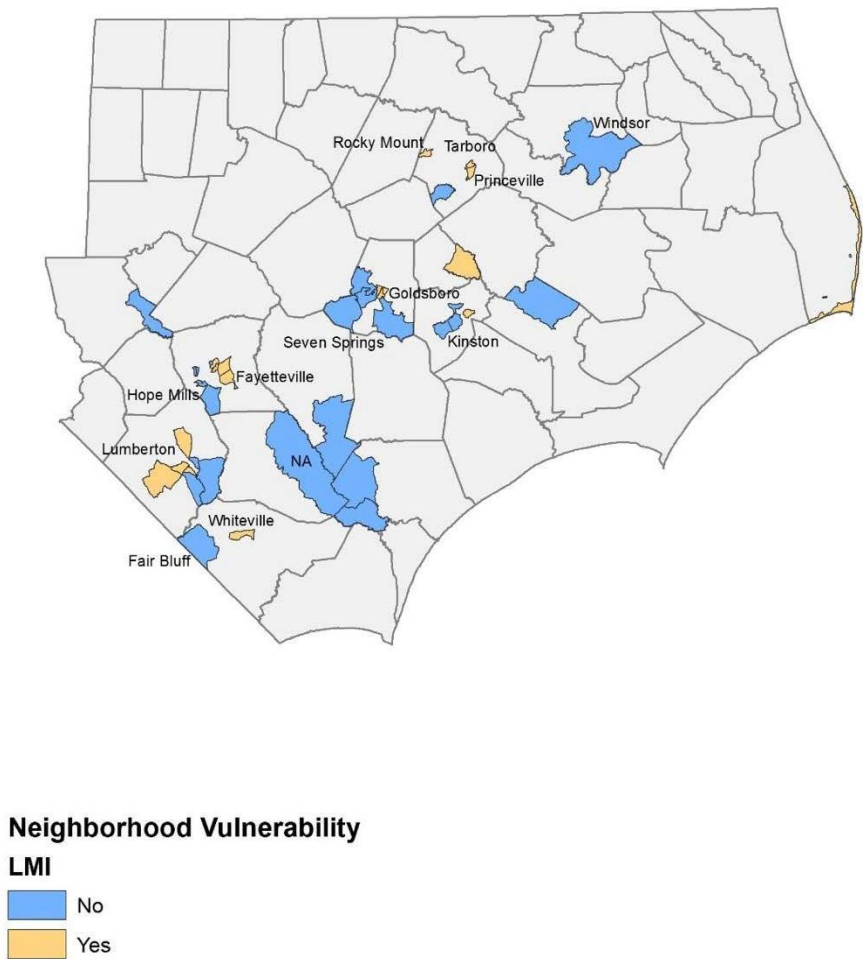 Windsor
Rocky Mount
Tarboro
Princeville
Goldsboro
Seven Springs
Kinston
Fayetteville
Hope Mills
Lumberton
NA
Whiteville
Fair Bluff
Neighborhood Vulnerability
LMI
No
Yes